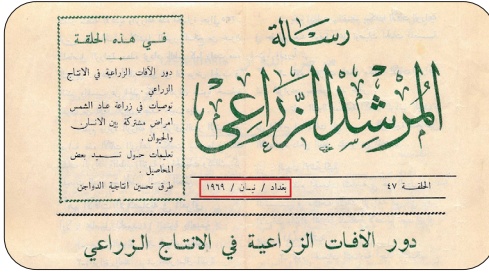 رسالة
المرشد الزراعي
في هذه الحلقة
دور الآفات الزراعية في الانتاج
الزراعي .
توصيات في زراعة عباد الشمس
امراض مشتركة بين الانسان
والحيوان .
تعليمات حول تسميد بعض
المحاصيل .
طرق تحسين انتاجية الدواجن
الحلقة ٤٧
بغداد / نيسان / ١٩٦٩
دور الآفات الزراعية في الانتاج الزراعي